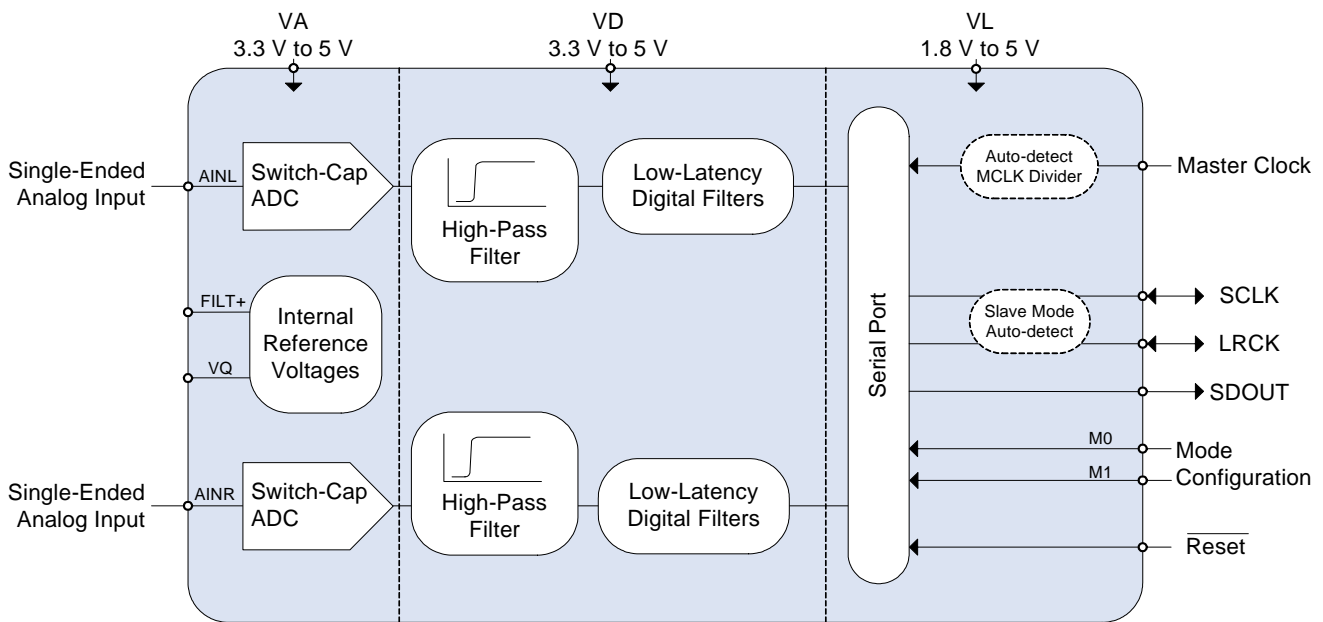 VA
3.3 V to 5 V
VD
3.3 V to 5 V
VL
1.8 V to 5 V
Single-Ended
Analog Input
AINL
Switch-Cap
ADC
High-Pass
Filter
Low-Latency
Digital Filters
Auto-detect
MCLK Divider
Master Clock
FILT+
VQ
Internal
Reference
Voltages
Serial Port
Slave Mode
Auto-detect
SCLK
LRCK
SDOUT
M0
Mode
M1
Configuration
Single-Ended
Analog Input
AINR
Switch-Cap
ADC
High-Pass
Filter
Low-Latency
Digital Filters
Reset